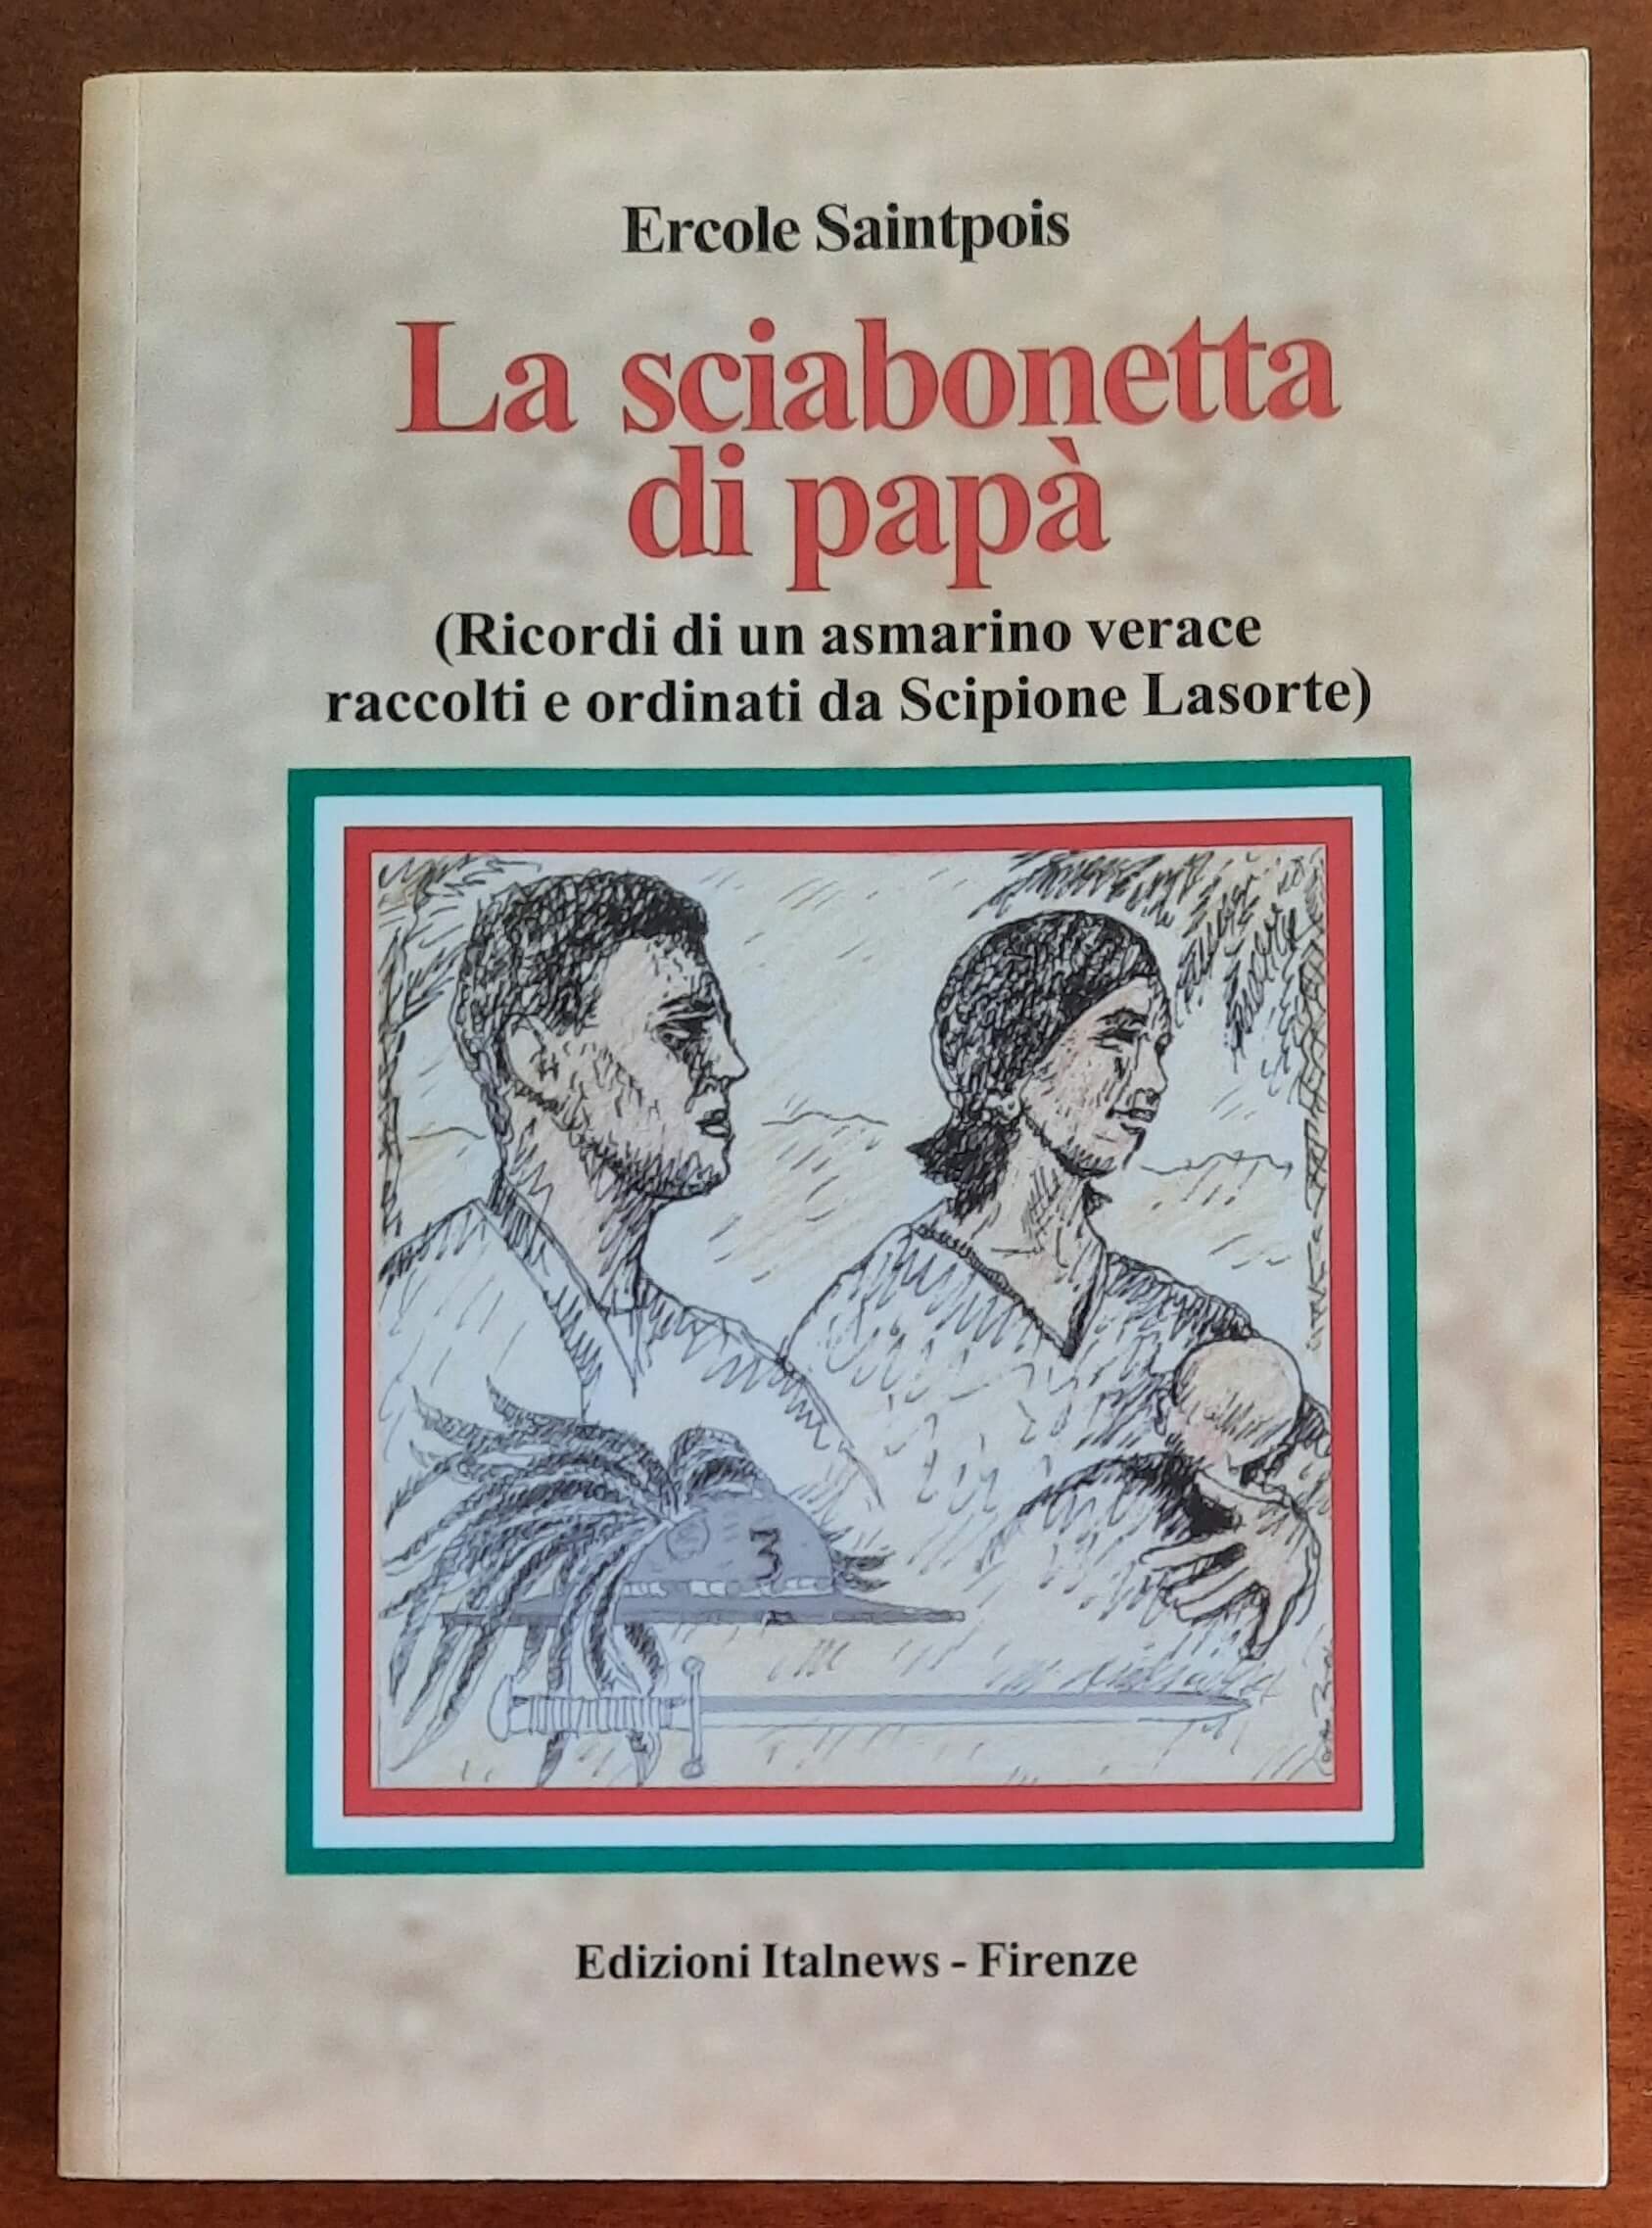 Ercole Saintpois
La sciabonetta
di papà
(Ricordi di un asmarino verace
raccolti e ordinati da Scipione Lasorte)
3
Edizioni Italnews - Firenze